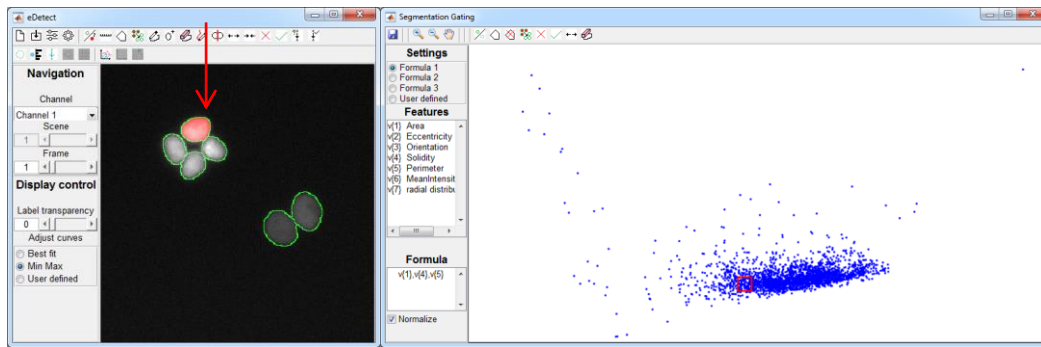 eDetect
Navigation
Channel
Channel 1
Scene
1
Frame
1
Display control
Label transparency
0
Adjust curves
Best fit
Min Max
User defined
Segmentation Gating
Settings
Formula 1
Formula 2
Formula 3
User defined
Features
v{1} Area
v{2} Eccentricity
v{3} Orientation
v{4} Solidity
v{5} Perimeter
v{6} MeanIntensit
v{7} radial distribu
Formula
v{1},v{4},v{5}
Normalize